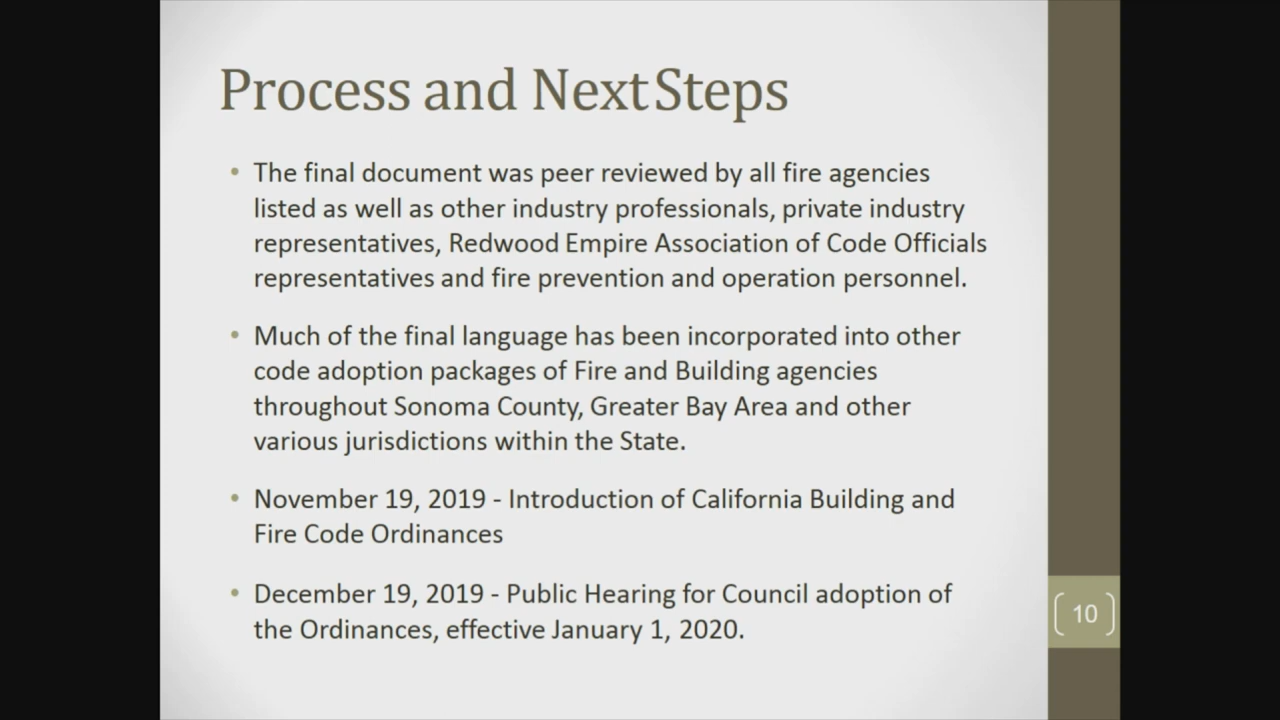 Process and Next Steps
• The final document was peer reviewed by all fire agencies
listed as well as other industry professionals, private industry
representatives, Redwood Empire Association of Code Officials
representatives and fire prevention and operation personnel.
• Much of the final language has been incorporated into other
code adoption packages of Fire and Building agencies
throughout Sonoma County, Greater Bay Area and other
various jurisdictions within the State.
• November 19, 2019 - Introduction of California Building and
Fire Code Ordinances
• December 19, 2019 - Public Hearing for Council adoption of
the Ordinances, effective January 1, 2020.
10